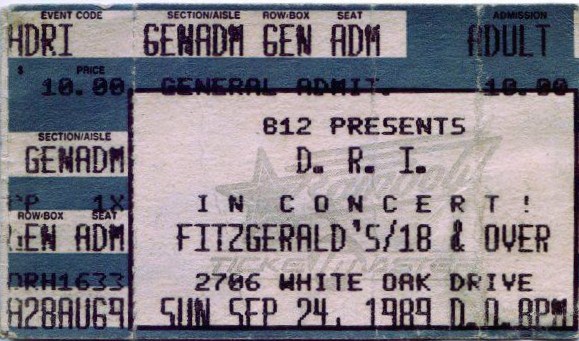 EVENT CODE SECTION/AISLE ROW/BOX SEAT ADMISSION
HDRI GENADM GEN ADM ADULT
$ PRICE
10.00 GENERAL ADMIT. 10.00
SECTION/AISLE
GENADM
1X
ROW/BOX SEAT
GEN ADM
ORH1633
A28AUG9
812 PRESENTS
D. R. I.
IN CONCERT!
FITZGERALD'S/18 & OVER
2706 WHITE OAK DRIVE
SUN SEP 24, 1989 D.O. 8PM
TICKETMASTER